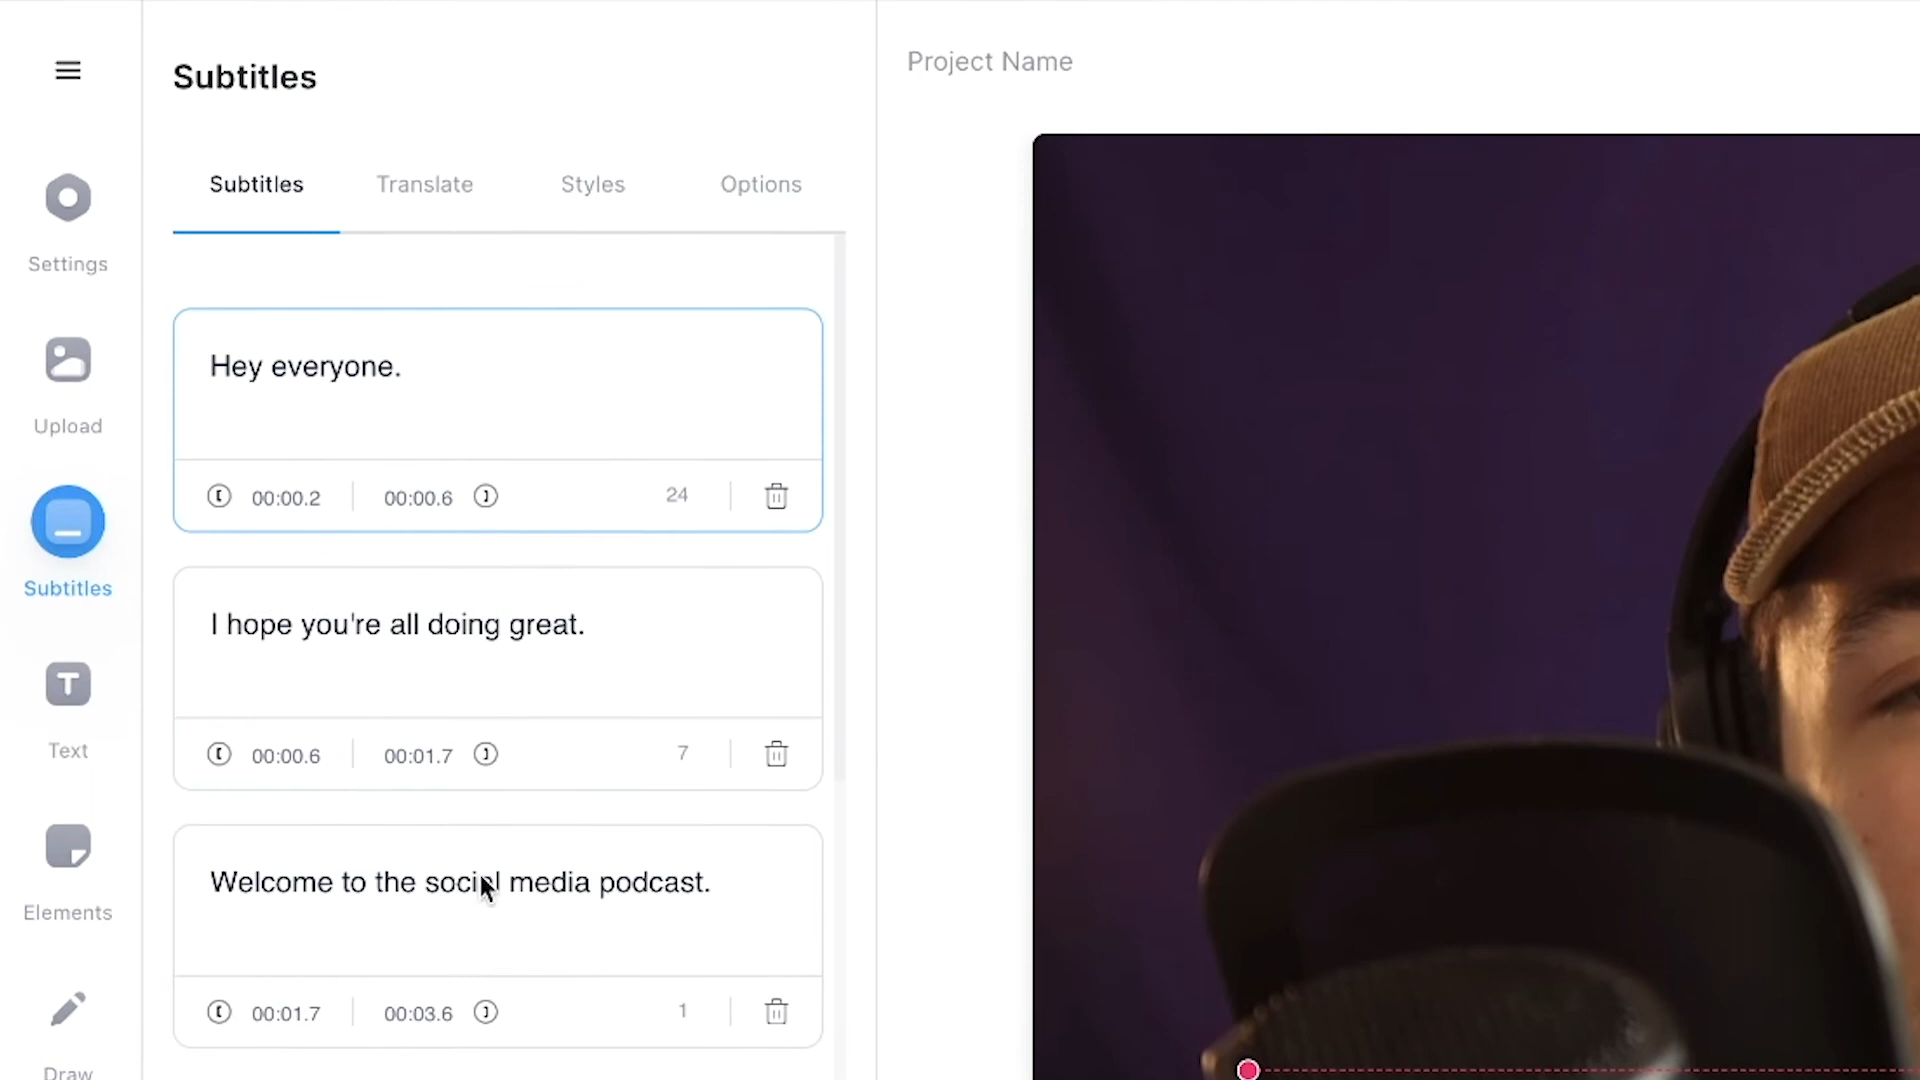 Subtitles
Project Name
Subtitles
Translate
Styles
Options
Settings
Upload
Subtitles
Text
Elements
Draw
Hey everyone.
00:00.2
00:00.6
24
I hope you're all doing great.
00:00.6
00:01.7
7
Welcome to the social media podcast.
00:01.7
00:03.6
1